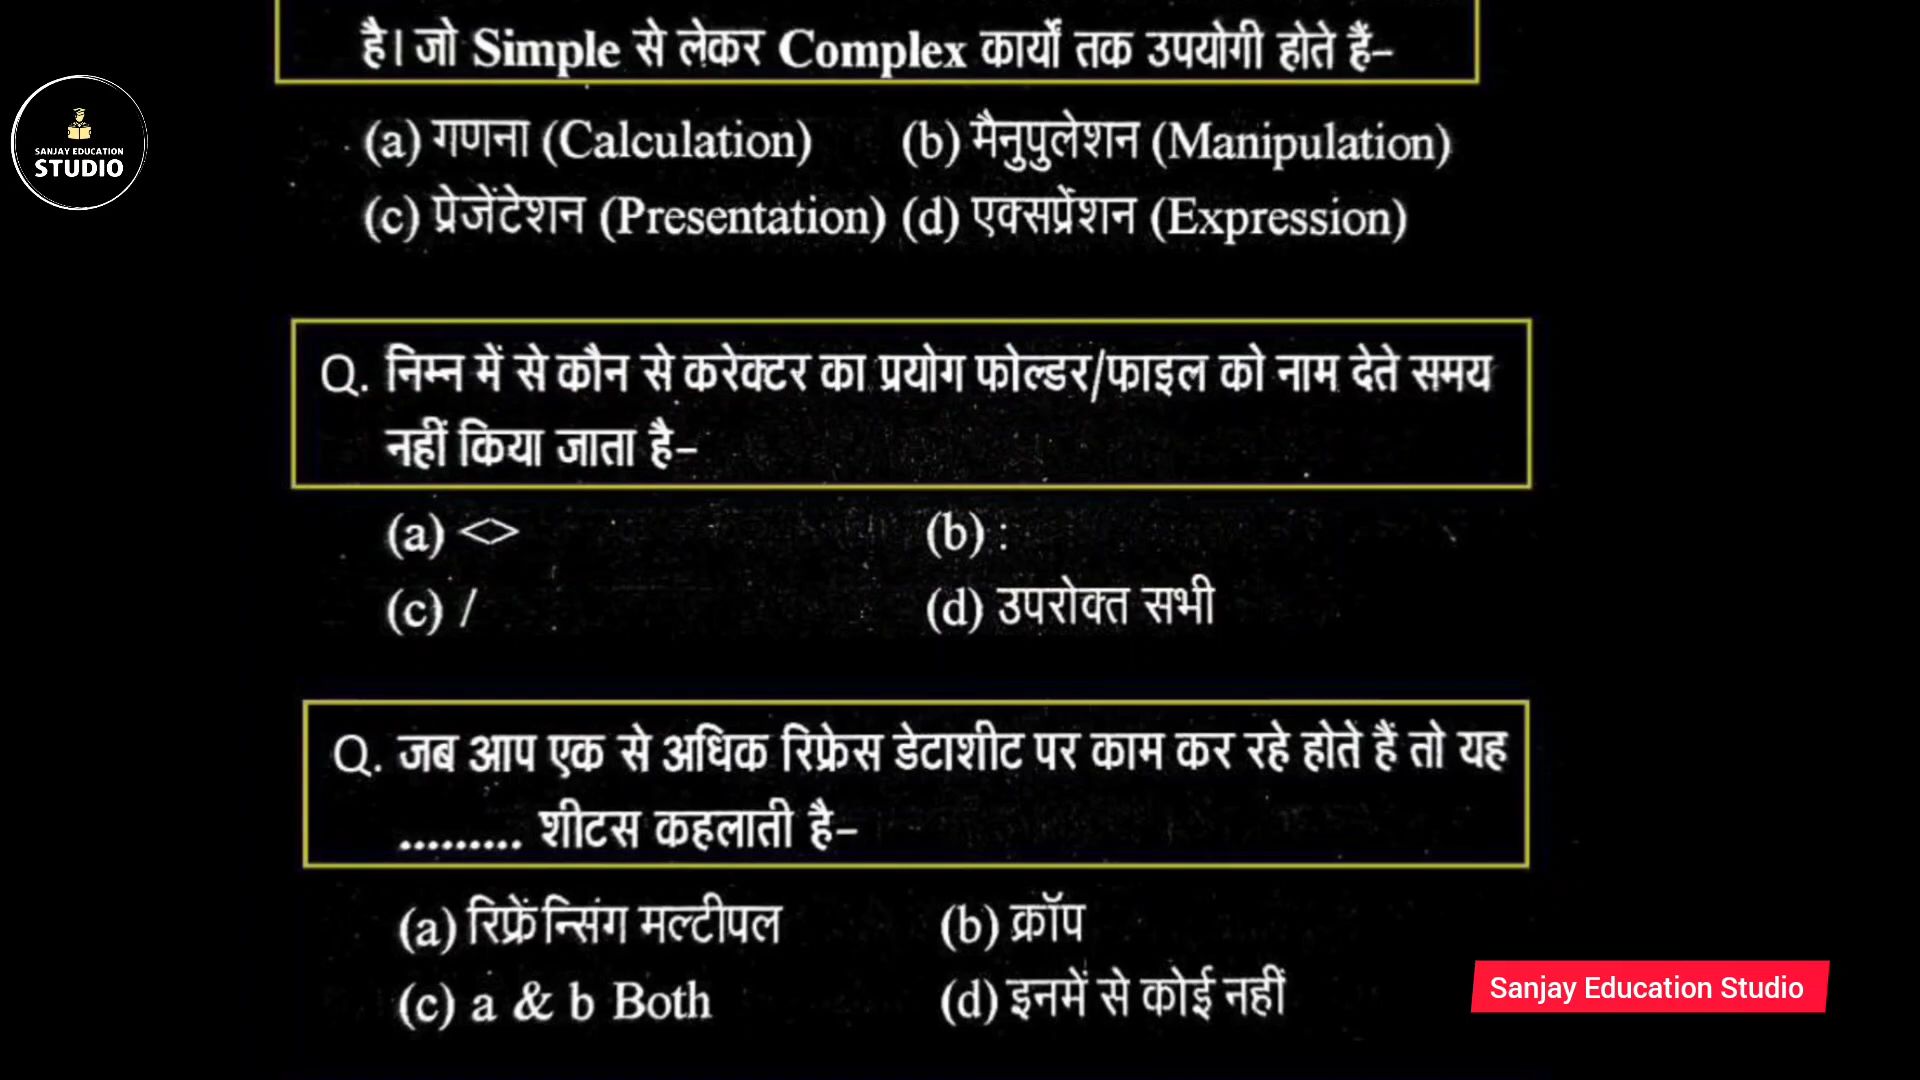 है। जो Simple से लेकर Complex कार्यों तक उपयोगी होते हैं–
SANJAY EDUCATION
STUDIO
(a) गणना (Calculation) (b) मैनुपुलेशन (Manipulation)
(c) प्रेजेंटेशन (Presentation) (d) एक्सप्रेंशन (Expression)
Q. निम्न में से कौन से करेक्टर का प्रयोग फोल्डर/फाइल को नाम देते समय
नहीं किया जाता है–
(a) <> (b) :
(c) / (d) उपरोक्त सभी
Q. जब आप एक से अधिक रिफ्रेस डेटाशीट पर काम कर रहे होते हैं तो यह
......... शीटस कहलाती है–
(a) रिफ्रेंन्सिंग मल्टीपल (b) क्रॉप
(c) a & b Both (d) इनमें से कोई नहीं
Sanjay Education Studio